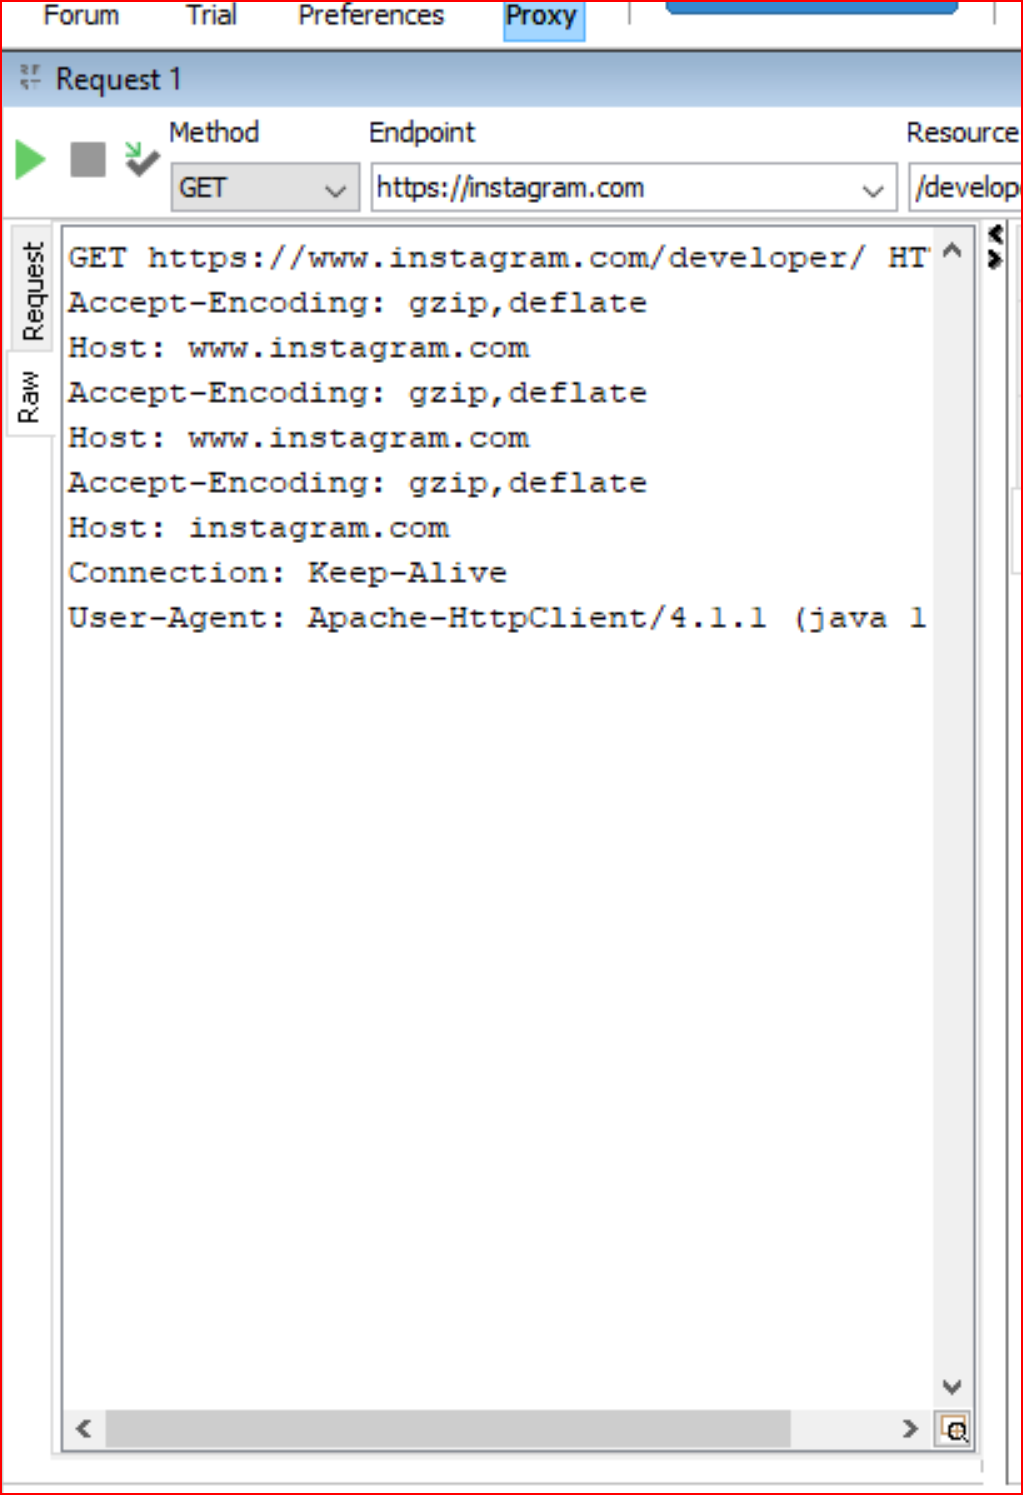 Forum Trial Preferences Proxy
Request 1
Method Endpoint Resource
GET https://instagram.com /develop
Request
Raw
GET https://www.instagram.com/developer/ HT
Accept-Encoding: gzip,deflate
Host: www.instagram.com
Accept-Encoding: gzip,deflate
Host: www.instagram.com
Accept-Encoding: gzip,deflate
Host: instagram.com
Connection: Keep-Alive
User-Agent: Apache-HttpClient/4.1.1 (java 1